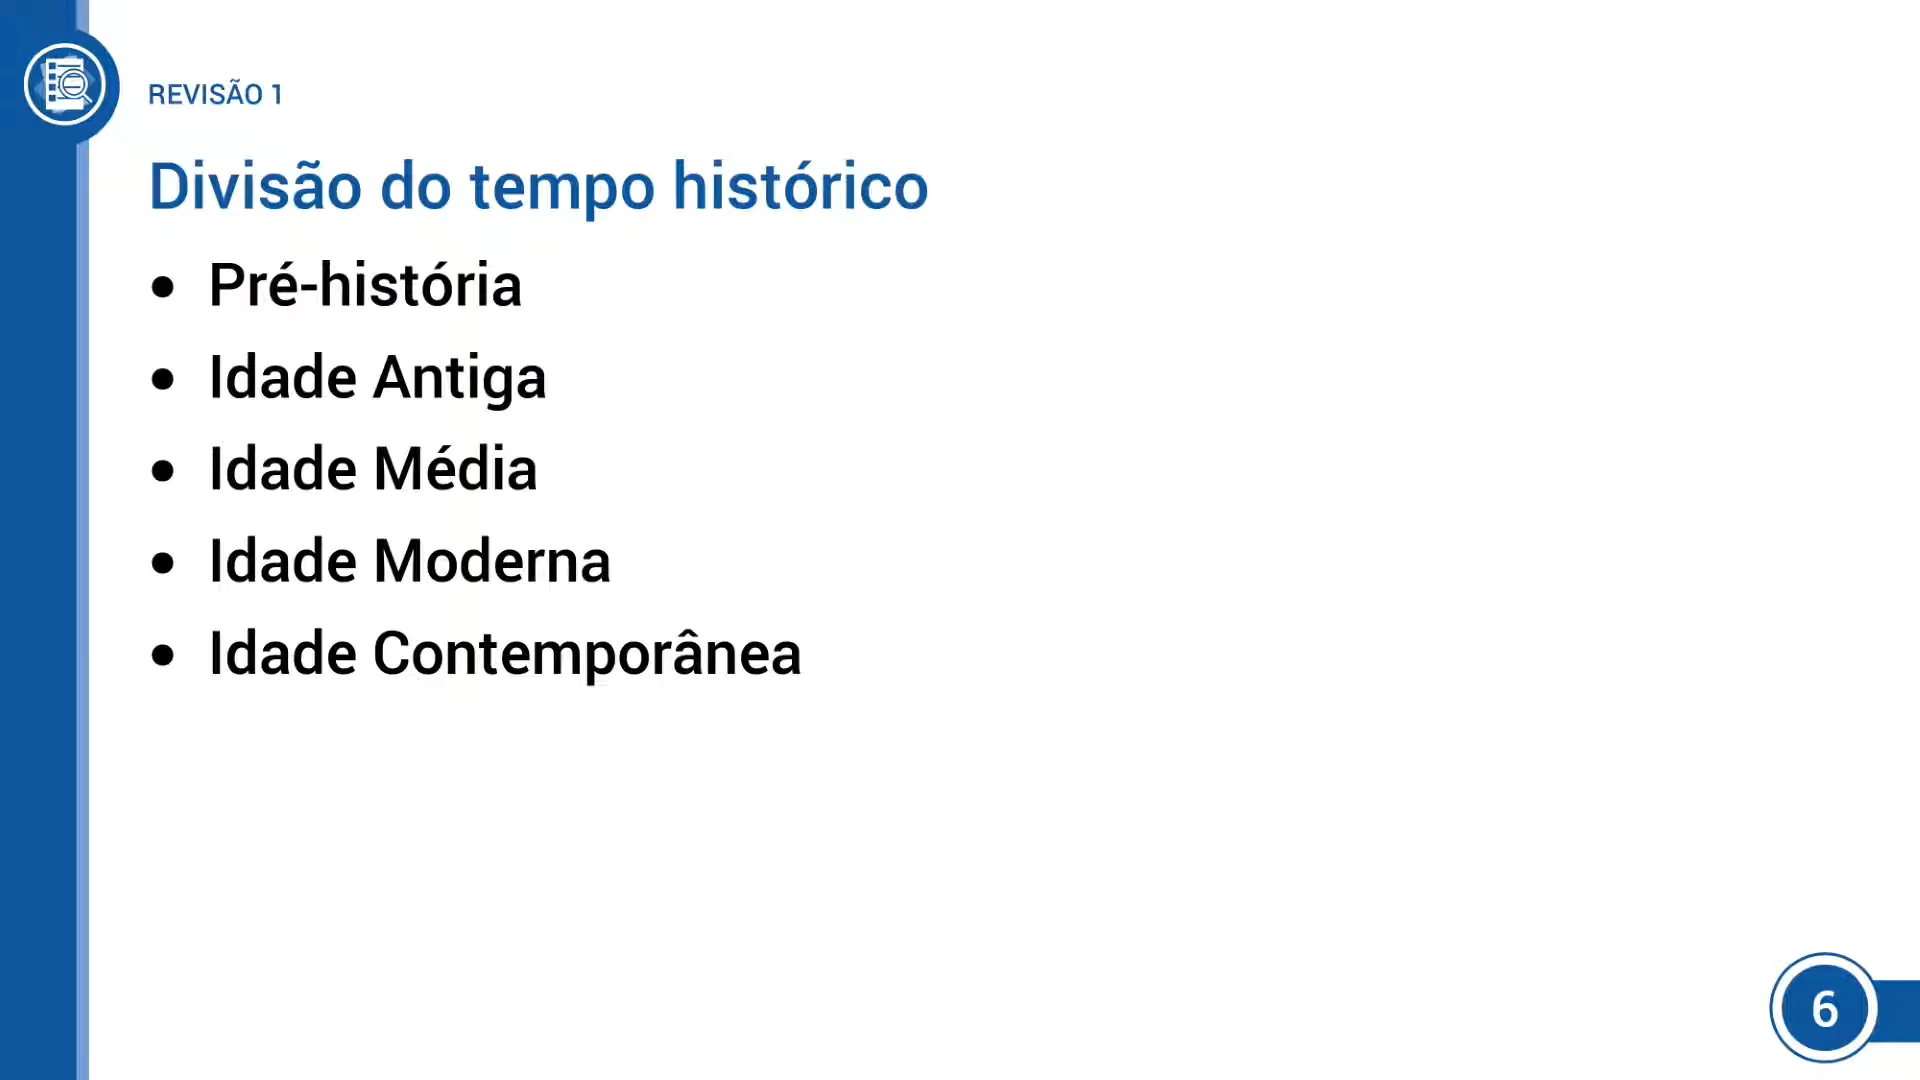 REVISÃO 1
Divisão do tempo histórico
• Pré-história
• Idade Antiga
• Idade Média
• Idade Moderna
• Idade Contemporânea
6